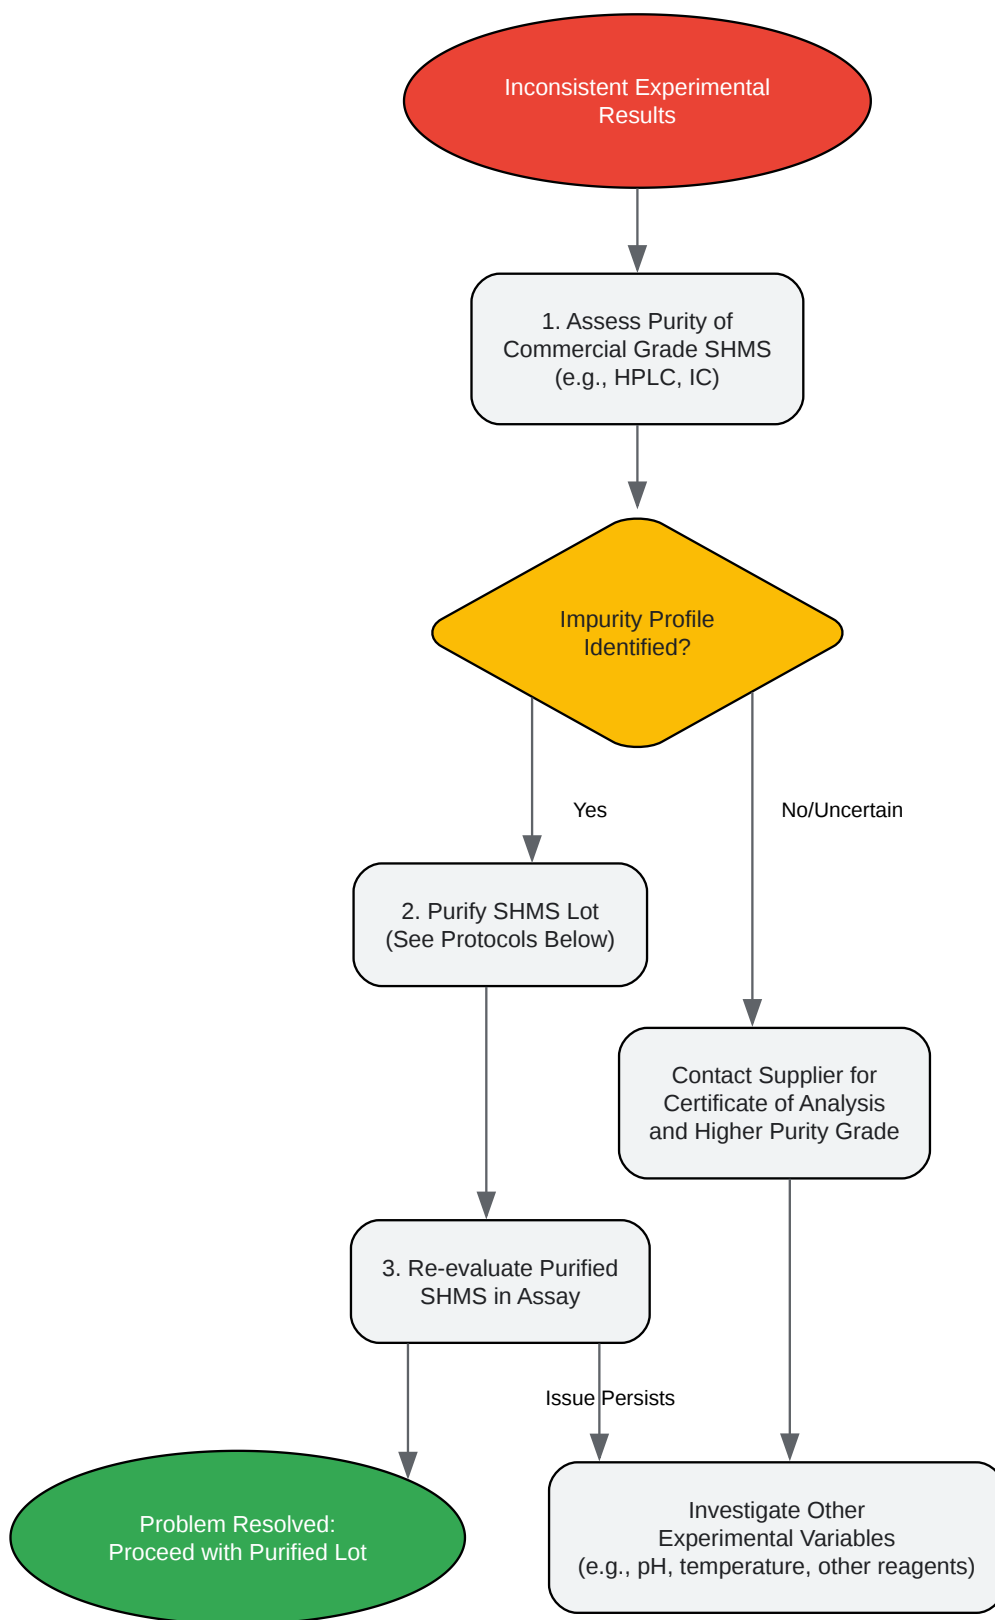 Inconsistent Experimental
Results
1. Assess Purity of
Commercial Grade SHMS
(e.g., HPLC, IC)
Impurity Profile
Identified?
Yes
No/Uncertain
2. Purify SHMS Lot
(See Protocols Below)
Contact Supplier for
Certificate of Analysis
and Higher Purity Grade
3. Re-evaluate Purified
SHMS in Assay
Issue Persists
Problem Resolved:
Proceed with Purified Lot
Investigate Other
Experimental Variables
(e.g., pH, temperature, other reagents)